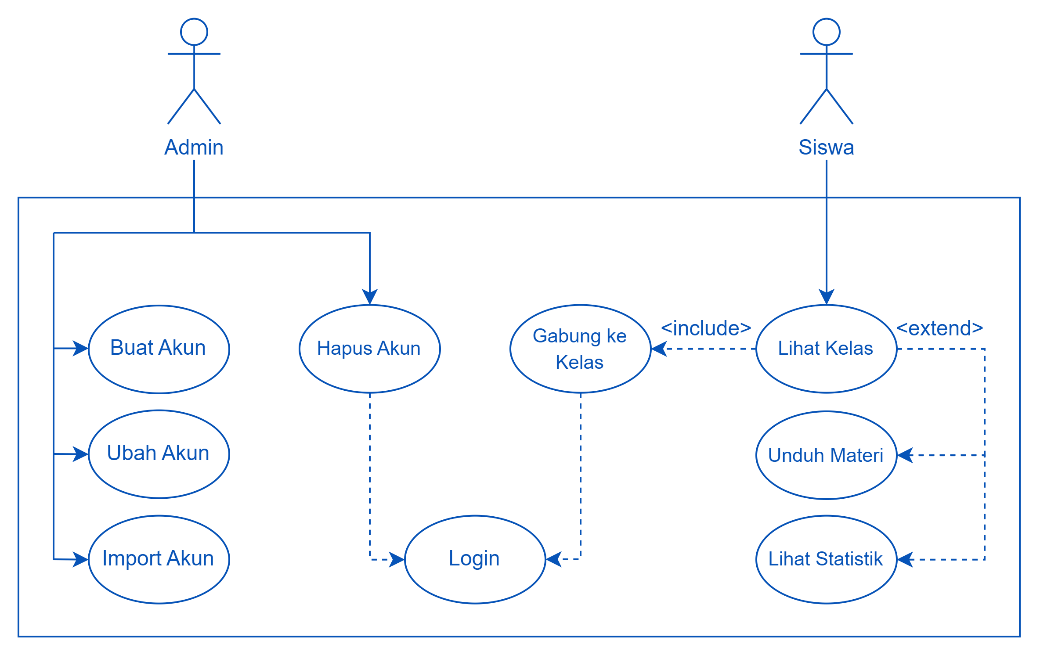 Admin
Siswa
Buat Akun
Hapus Akun
Gabung ke
Kelas
<include>
Lihat Kelas
<extend>
Ubah Akun
Unduh Materi
Import Akun
Login
Lihat Statistik